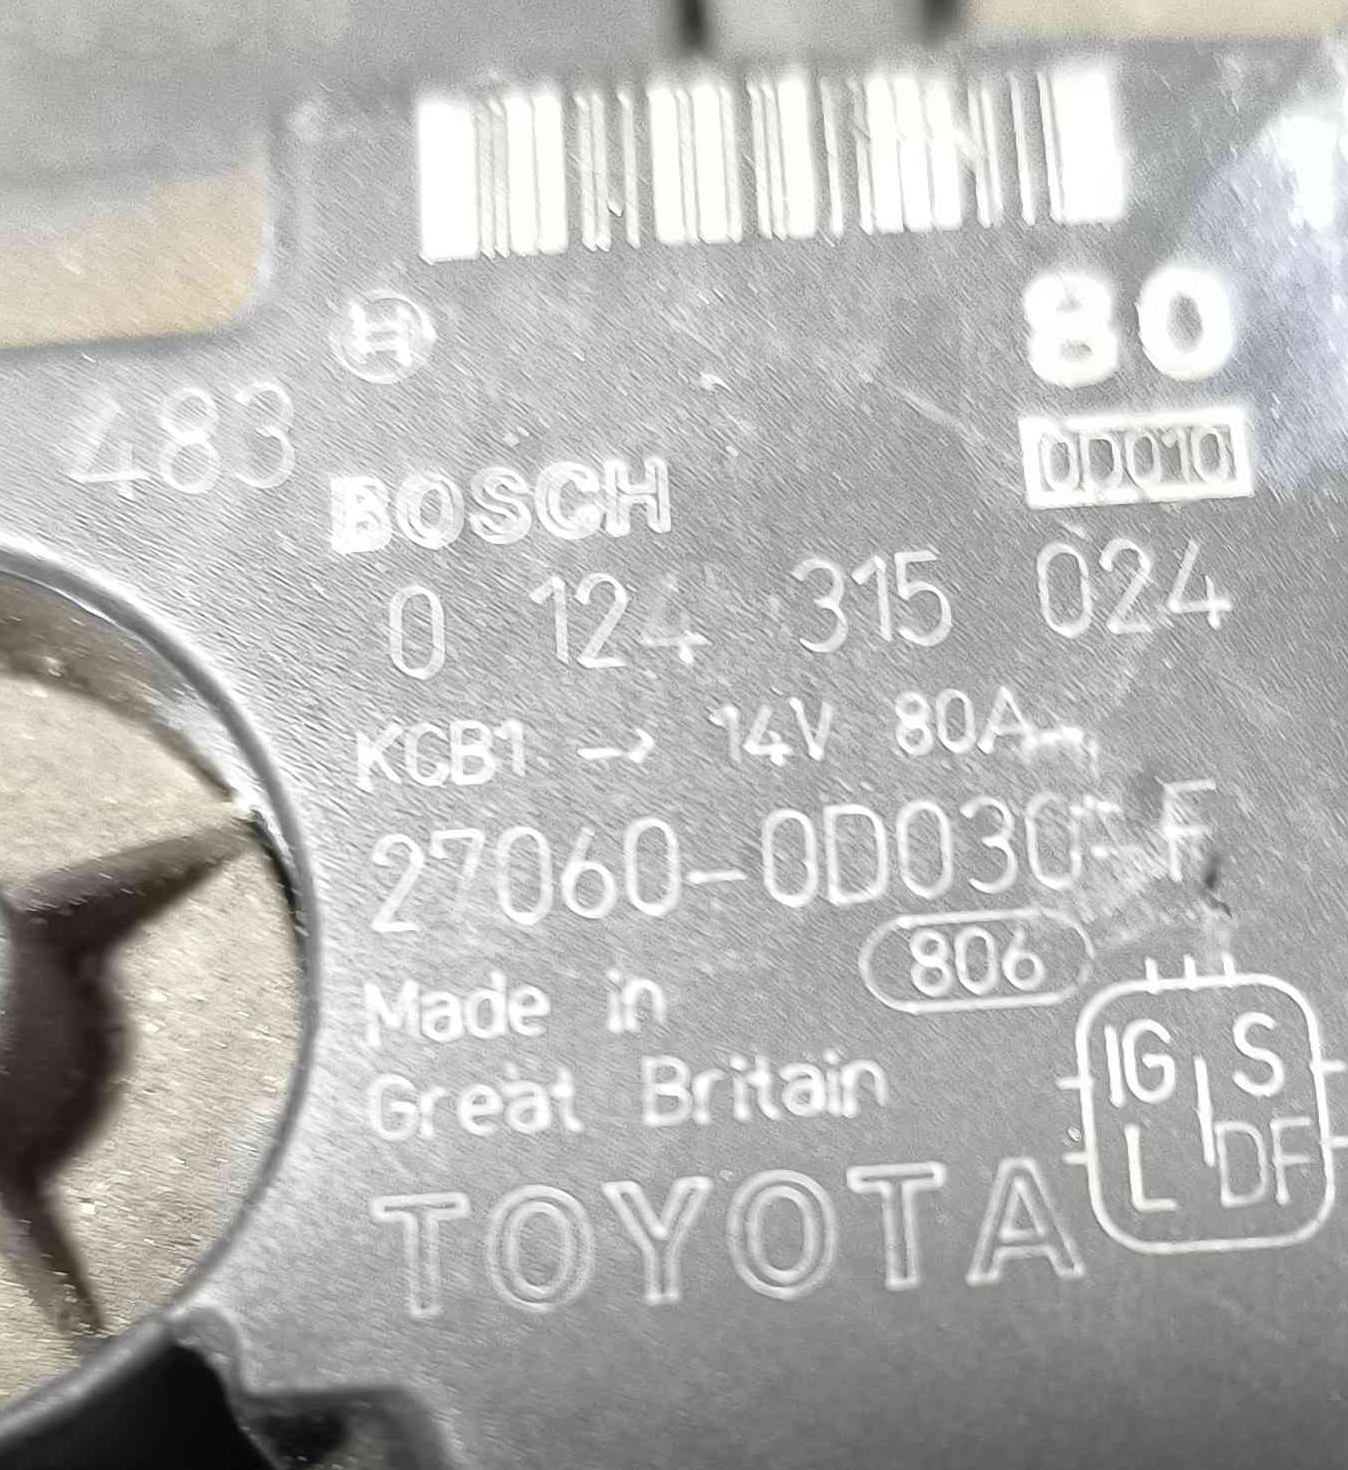 80
0D010
483
BOSCH
0 124 315 024
KCB1 → 14V 80A
27060-0D030-F
806
Made in
Great Britain
IG S
L DF
TOYOTA